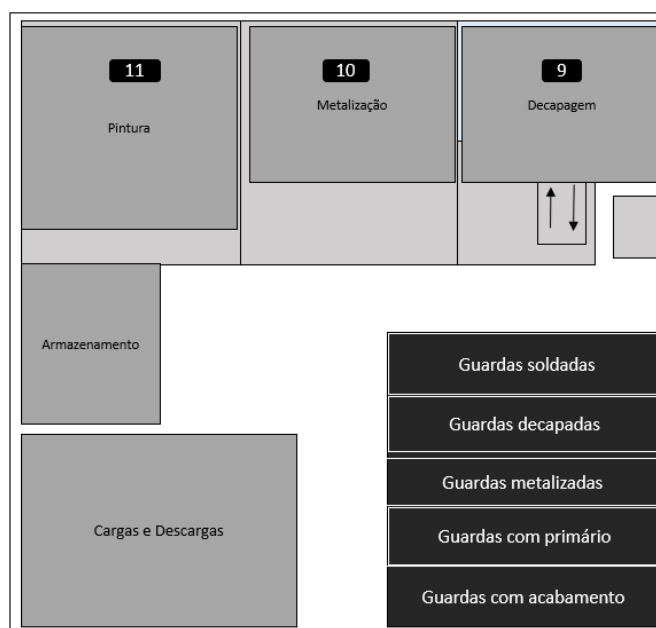 11
Pintura
10
Metalização
9
Decapagem
Armazenamento
Cargas e Descargas
Guardas soldadas
Guardas decapadas
Guardas metalizadas
Guardas com primário
Guardas com acabamento